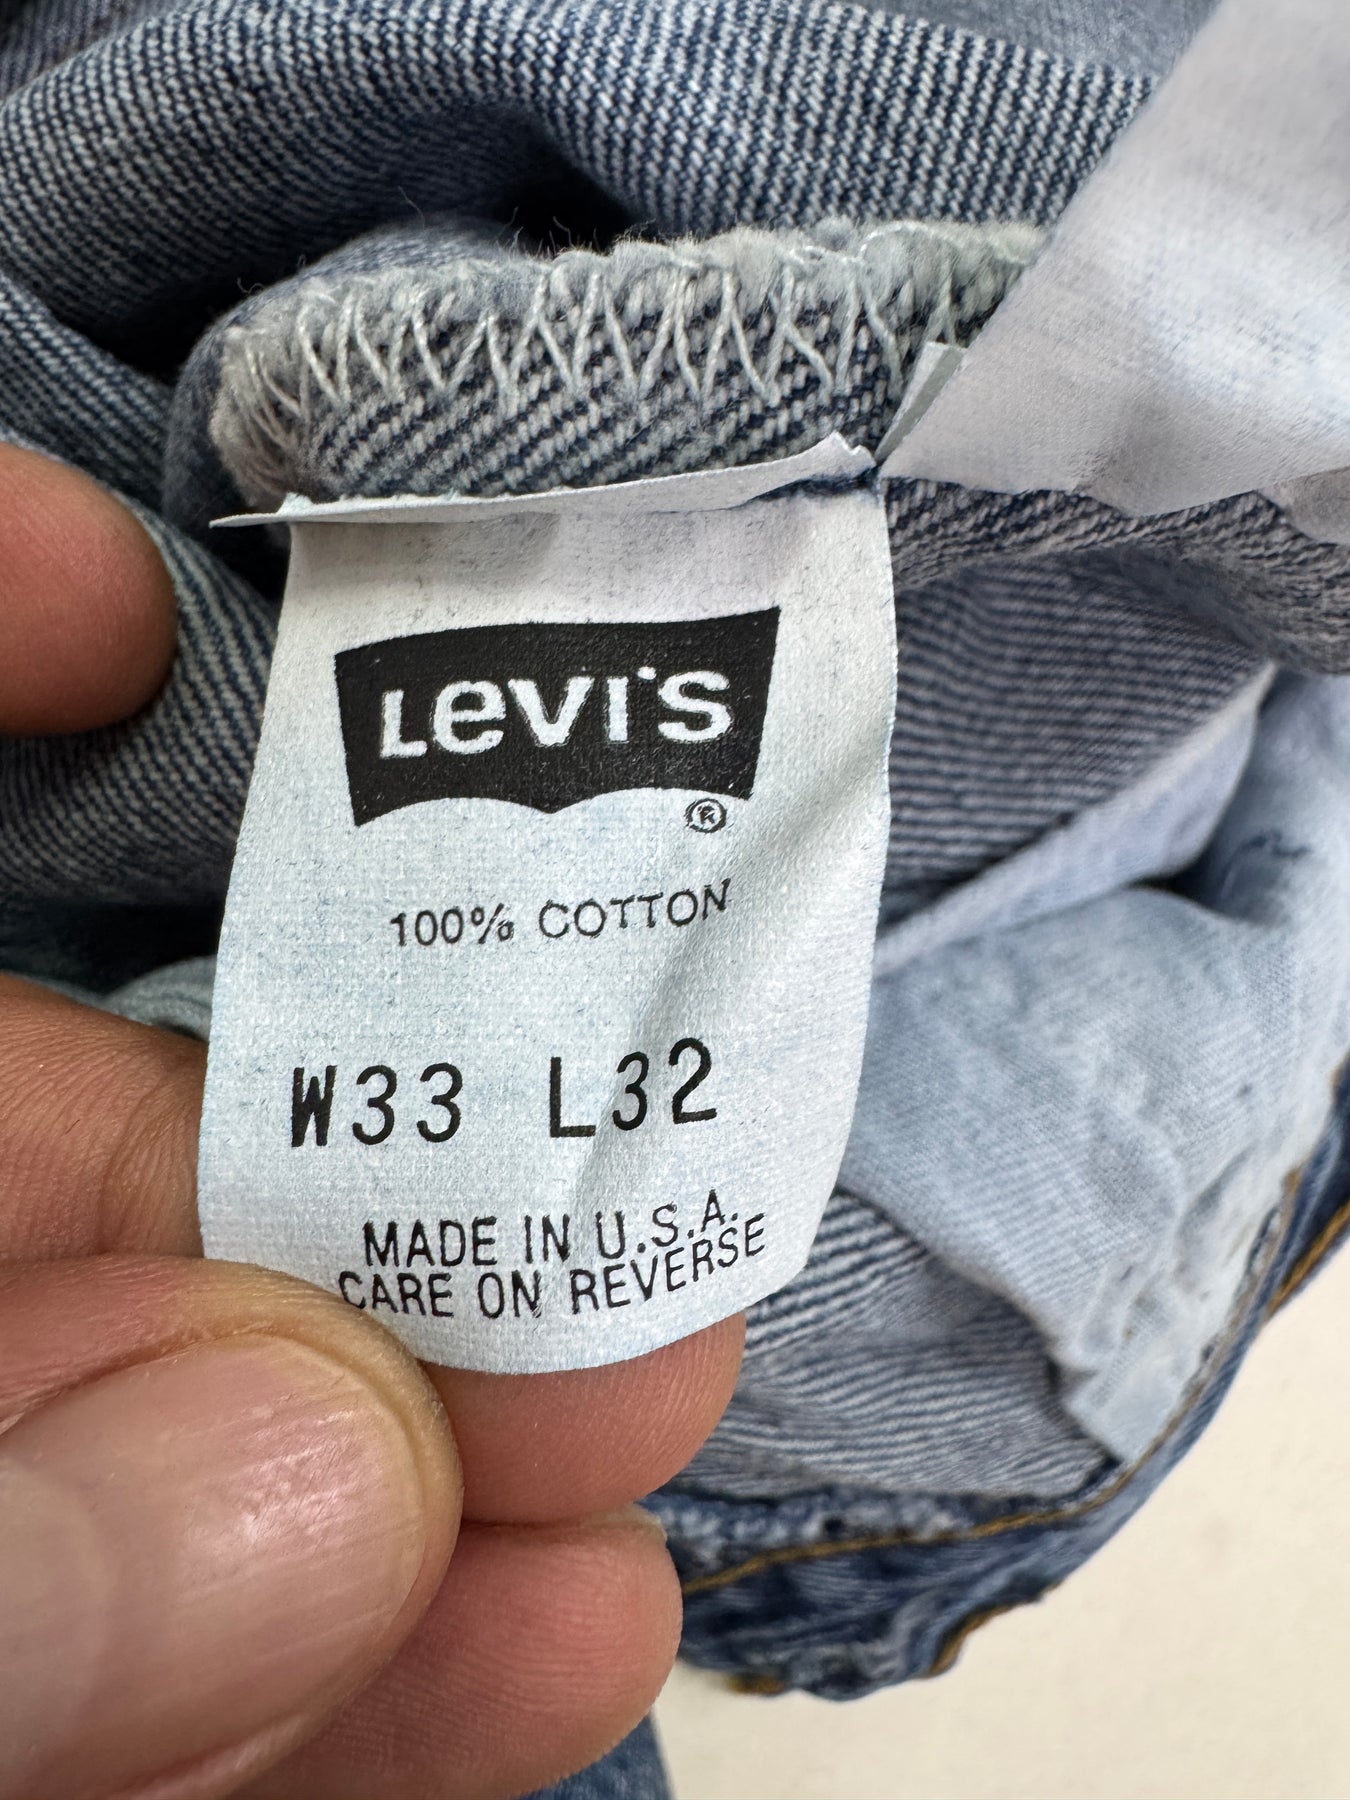 Levi's ®
100% COTTON
W33 L32
MADE IN U.S.A.
CARE ON REVERSE